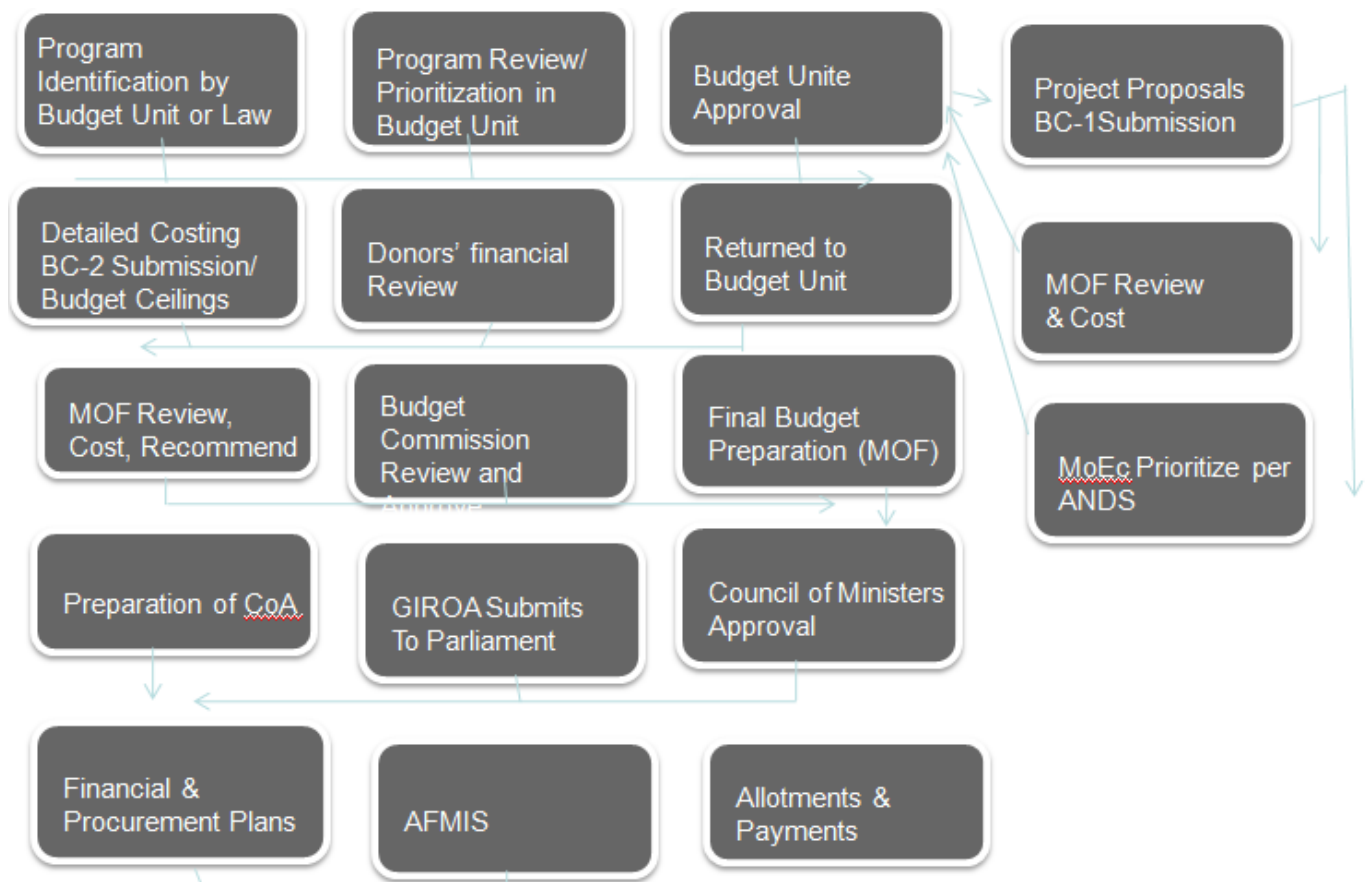 Program
Identification by
Budget Unit or Law
Program Review/
Prioritization in
Budget Unit
Budget Unite
Approval
Project Proposals
BC-1Submission
Detailed Costing
BC-2 Submission/
Budget Ceilings
Donors’ financial
Review
Returned to
Budget Unit
MOF Review
& Cost
MOF Review,
Cost, Recommend
Budget
Commission
Review and
Approve
Final Budget
Preparation (MOF)
MoEc Prioritize per
ANDS
Preparation of CoA
GIROA Submits
To Parliament
Council of Ministers
Approval
Financial &
Procurement Plans
AFMIS
Allotments &
Payments